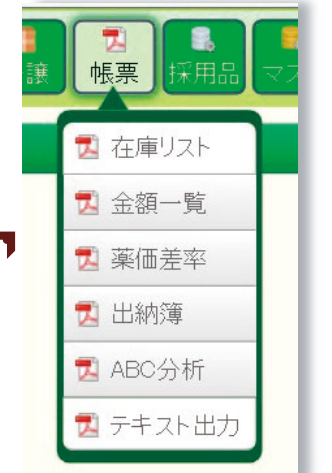 譲 帳票 採用品 マス
在庫リスト
金額一覧
薬価差率
出納簿
ABC分析
テキスト出力